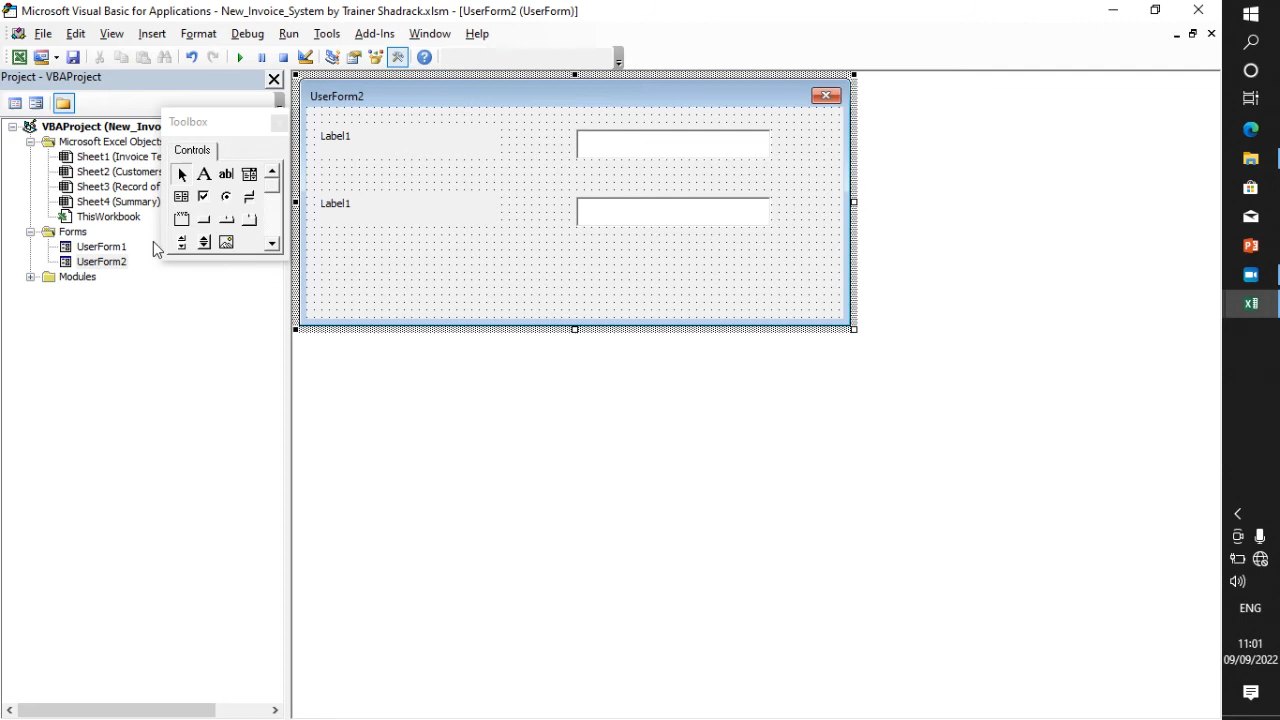 Microsoft Visual Basic for Applications - New_Invoice_System by Trainer Shadrack.xlsm - [UserForm2 (UserForm)]
File Edit View Insert Format Debug Run Tools Add-Ins Window Help
Project - VBAProject
Toolbox
Controls
A
ab
VBAProject (New_Invo
Microsoft Excel Objects
Sheet1 (Invoice Te
Sheet2 (Customers
Sheet3 (Record of
Sheet4 (Summary)
ThisWorkbook
Forms
UserForm1
UserForm2
Modules
UserForm2
Label1
Label1
ENG
11:01
09/09/2022